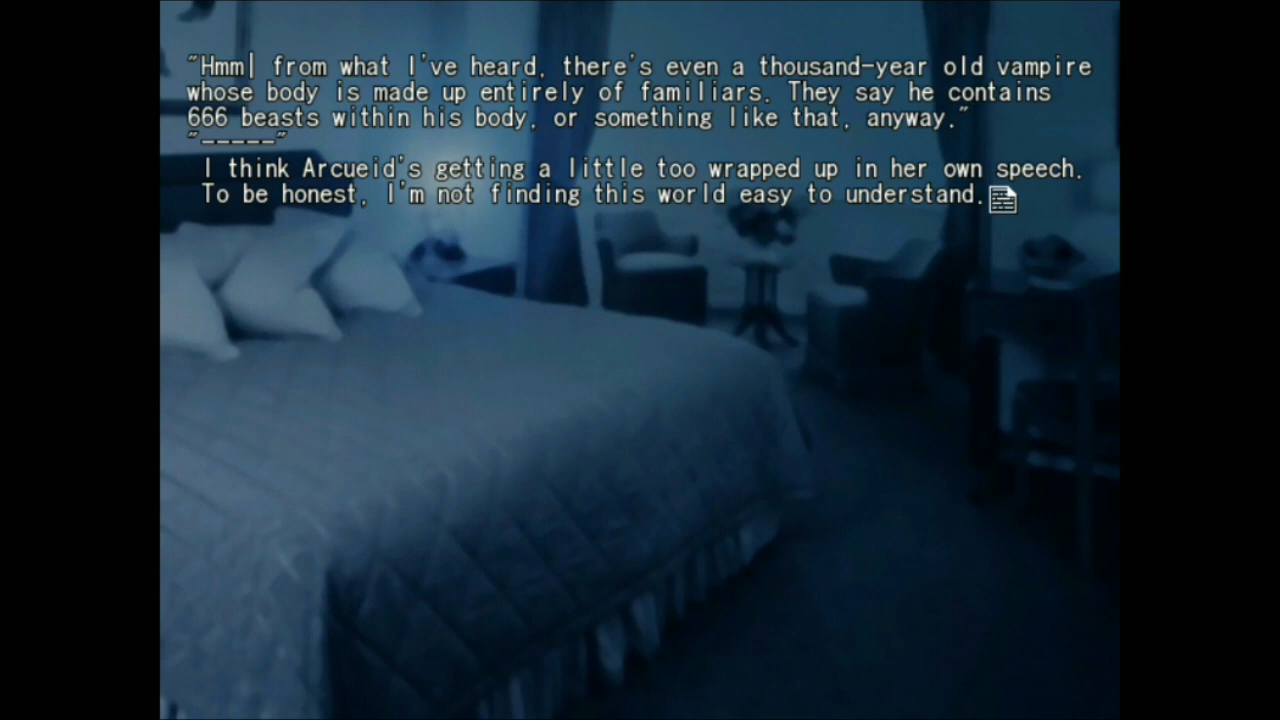 "Hmm| from what I've heard, there's even a thousand-year old vampire
whose body is made up entirely of familiars. They say he contains
666 beasts within his body, or something like that, anyway."
"_____"
I think Arcueid's getting a little too wrapped up in her own speech.
To be honest, I'm not finding this world easy to understand.